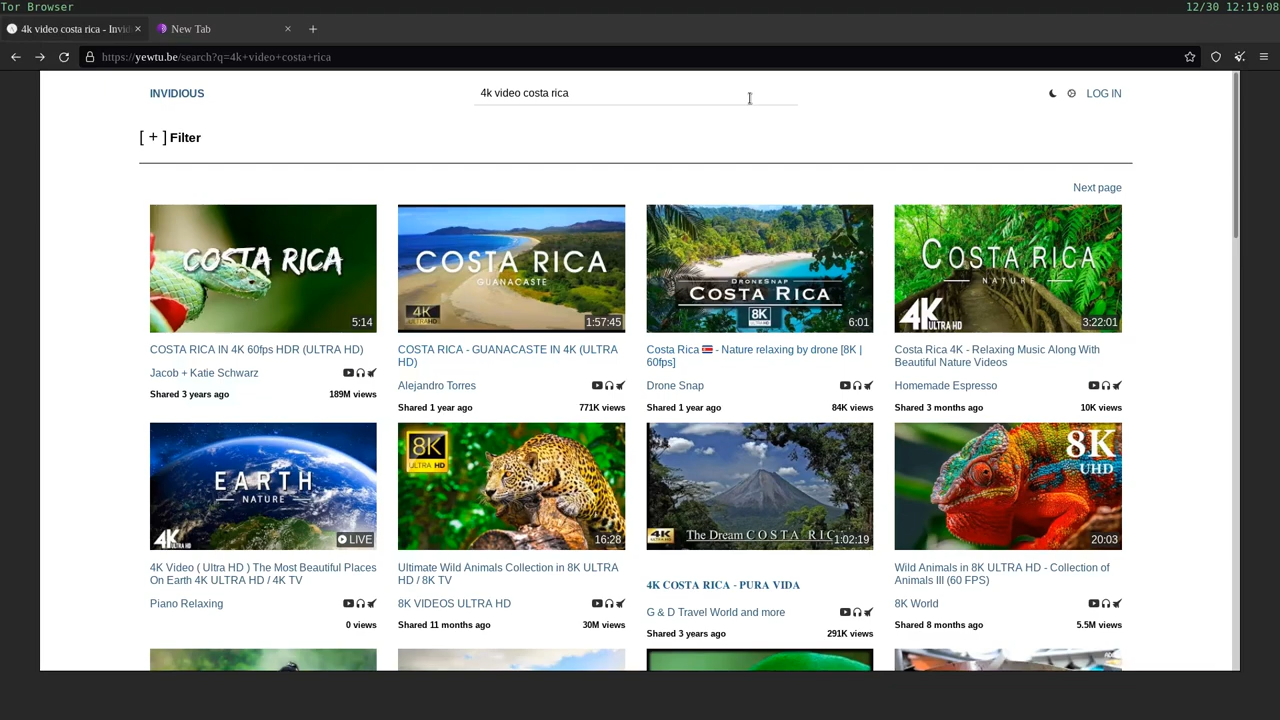 Tor Browser
12/30 12:19:08
4k video costa rica - Invid
New Tab
https://yewtu.be/search?q=4k+video+costa+rica
INVIDIOUS
4k video costa rica
LOG IN
[ + ] Filter
Next page
COSTA RICA
5:14
COSTA RICA
GUANACASTE
4K
ULTRA HD
1:57:45
DRONESNAP
COSTA RICA
8K
6:01
COSTA RICA
NATURE
4K ULTRA HD
3:22:01
COSTA RICA IN 4K 60fps HDR (ULTRA HD)
Jacob + Katie Schwarz
Shared 3 years ago
189M views
COSTA RICA - GUANACASTE IN 4K (ULTRA
HD)
Alejandro Torres
Shared 1 year ago
771K views
Costa Rica 🇨🇷 - Nature relaxing by drone [8K |
60fps]
Drone Snap
Shared 1 year ago
84K views
Costa Rica 4K - Relaxing Music Along With
Beautiful Nature Videos
Homemade Espresso
Shared 3 months ago
10K views
EARTH
NATURE
4K ULTRA HD
LIVE
8K
ULTRA HD
16:28
4K
The Dream COSTA RIC
1:02:19
8K
UHD
20:03
4K Video ( Ultra HD ) The Most Beautiful Places
On Earth 4K ULTRA HD / 4K TV
Piano Relaxing
0 views
Ultimate Wild Animals Collection in 8K ULTRA
HD / 8K TV
8K VIDEOS ULTRA HD
Shared 11 months ago
30M views
4K COSTA RICA - PURA VIDA
G & D Travel World and more
Shared 3 years ago
291K views
Wild Animals in 8K ULTRA HD - Collection of
Animals III (60 FPS)
8K World
Shared 8 months ago
5.5M views